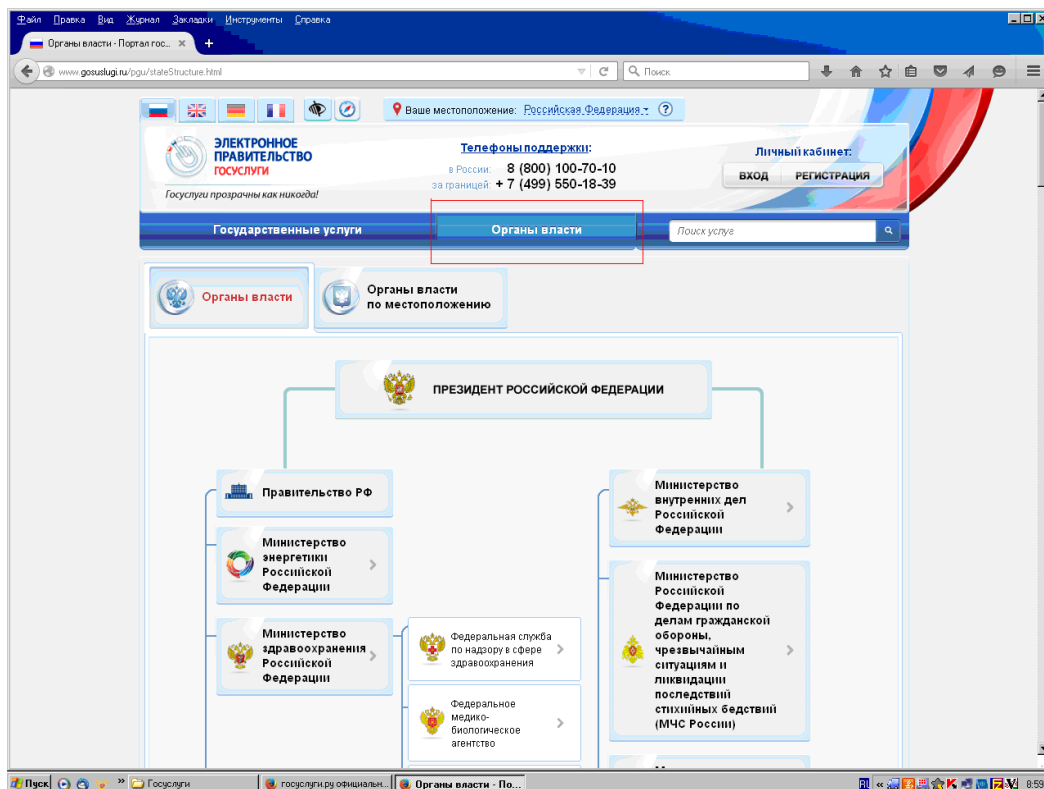 Файл Правка Вид Журнал Закладки Инструменты Справка
Органы власти - Портал гос...
www.gosuslugi.ru/pgu/stateStructure.html
Поиск
Ваше местоположение: Российская Федерация
?
ЭЛЕКТРОННОЕ
ПРАВИТЕЛЬСТВО
ГОСУСЛУГИ
Госуслуги прозрачны как никогда!
Телефоны поддержки:
в России: 8 (800) 100-70-10
за границей: + 7 (499) 550-18-39
Личный кабинет:
ВХОД РЕГИСТРАЦИЯ
Государственные услуги
Органы власти
Поиск услуг
Органы власти
Органы власти
по местоположению
ПРЕЗИДЕНТ РОССИЙСКОЙ ФЕДЕРАЦИИ
Правительство РФ
Министерство
энергетики
Российской
Федерации
Министерство
здравоохранения
Российской
Федерации
Федеральная служба
по надзору в сфере
здравоохранения
Федеральное
медико-
биологическое
агентство
Министерство
внутренних дел
Российской
Федерации
Министерство
Российской
Федерации по
делам гражданской
обороны,
чрезвычайным
ситуациям и
ликвидации
последствий
стихийных бедствий
(МЧС России)
Пуск
Госуслуги
госуслуги.ру официальн...
Органы власти - По...
RU
8:59